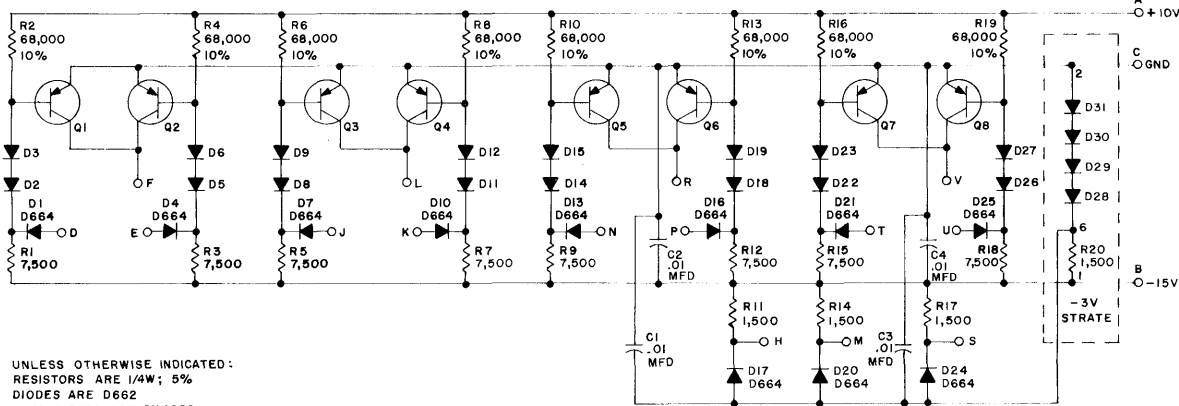 A
+10V
R2
68,000
10%
R4
68,000
10%
R6
68,000
10%
R8
68,000
10%
R10
68,000
10%
R13
68,000
10%
R16
68,000
10%
R19
68,000
10%
C
GND
2
Q1
Q2
Q3
Q4
Q5
Q6
Q7
Q8
D31
D30
D29
D28
D3
D6
D9
D12
D15
D19
D23
D27
D2
D5
D8
D11
D14
D18
D22
D26
F
L
R
V
D1
D664
D
D4
D664
E
D7
D664
J
D10
D664
K
D13
D664
N
D16
D664
P
D21
D664
T
D25
D664
U
6
R1
7,500
R3
7,500
R5
7,500
R7
7,500
R9
7,500
C2
.01
MFD
R12
7,500
R15
7,500
C4
.01
MFD
R18
7,500
R20
1,500
1
B
-15V
-3V
STRATE
R11
1,500
R14
1,500
R17
1,500
C1
.01
MFD
H
M
C3
.01
MFD
S
D17
D664
D20
D664
D24
D664
UNLESS OTHERWISE INDICATED:
RESISTORS ARE 1/4W; 5%
DIODES ARE D662